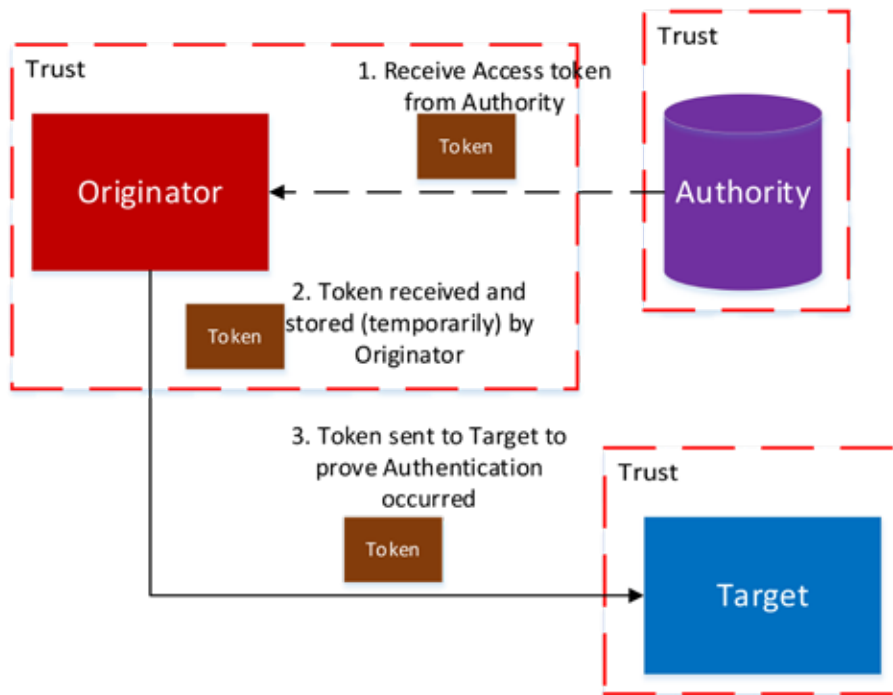 Trust
Trust
1. Receive Access token
from Authority
Token
Originator
Authority
2. Token received and
stored (temporarily) by
Originator
Token
3. Token sent to Target to
prove Authentication
occurred
Token
Trust
Target